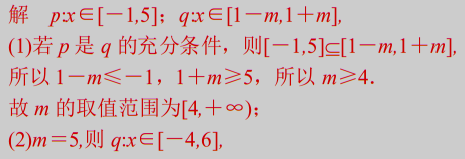 解　p:x∈[－1,5]；q:x∈[1－m,1＋m],
(1)若 p 是 q 的充分条件，则[－1,5]⊆[1－m,1＋m],
所以 1－m≤－1，1＋m≥5，所以 m≥4.
故 m 的取值范围为[4,＋∞)；
(2)m＝5,则 q:x∈[－4,6],